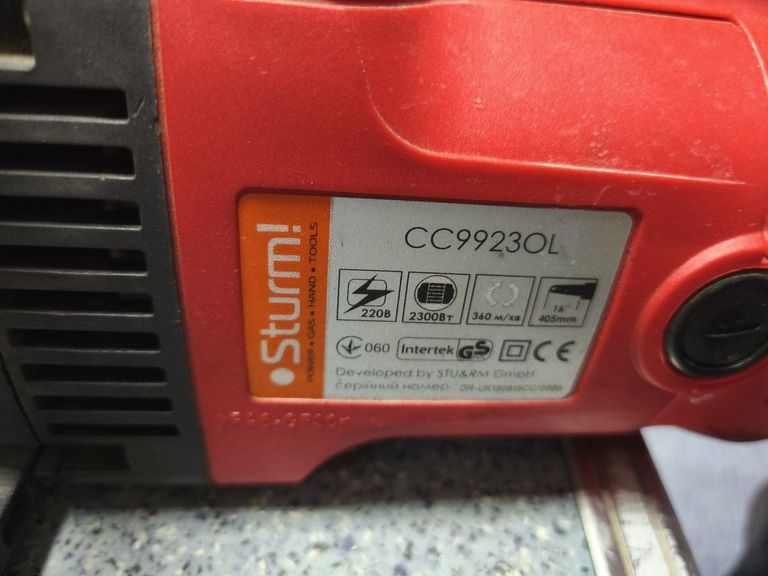 Sturm!
POWER • GAS • HAND • TOOLS
CC9923OL
220В
2300Вт
360 м/хв
16"
405mm
060
Intertek
GS
CE
Developed by STU&RM GmbH
серійний номер: